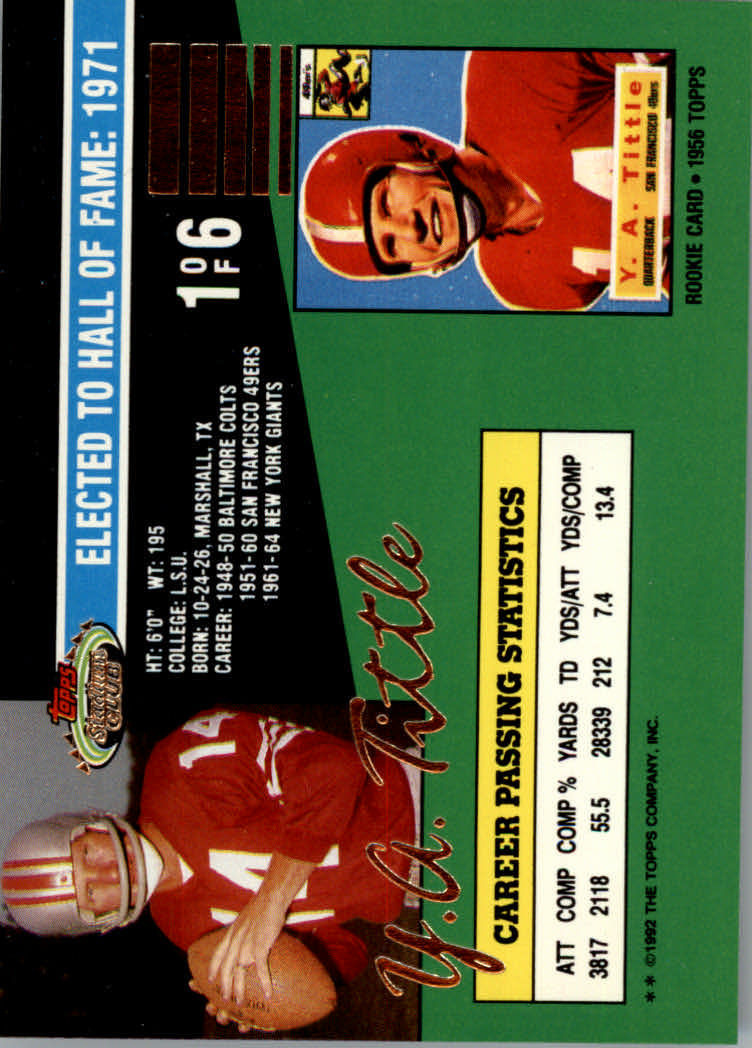 TOPPS
Stadium
CLUB
ELECTED TO HALL OF FAME: 1971
HT: 6'0" WT: 195
COLLEGE: L.S.U.
BORN: 10-24-26, MARSHALL, TX
CAREER: 1948-50 BALTIMORE COLTS
1951-60 SAN FRANCISCO 49ERS
1961-64 NEW YORK GIANTS
1 OF 6
14
14
Y.A. Tittle
49er's
14
Y. A. Tittle
QUARTERBACK SAN FRANCISCO 49ers
ROOKIE CARD • 1956 TOPPS
CAREER PASSING STATISTICS
ATT COMP COMP% YARDS TD YDS/ATT YDS/COMP
3817 2118 55.5 28339 212 7.4 13.4
** ©1992 THE TOPPS COMPANY, INC.